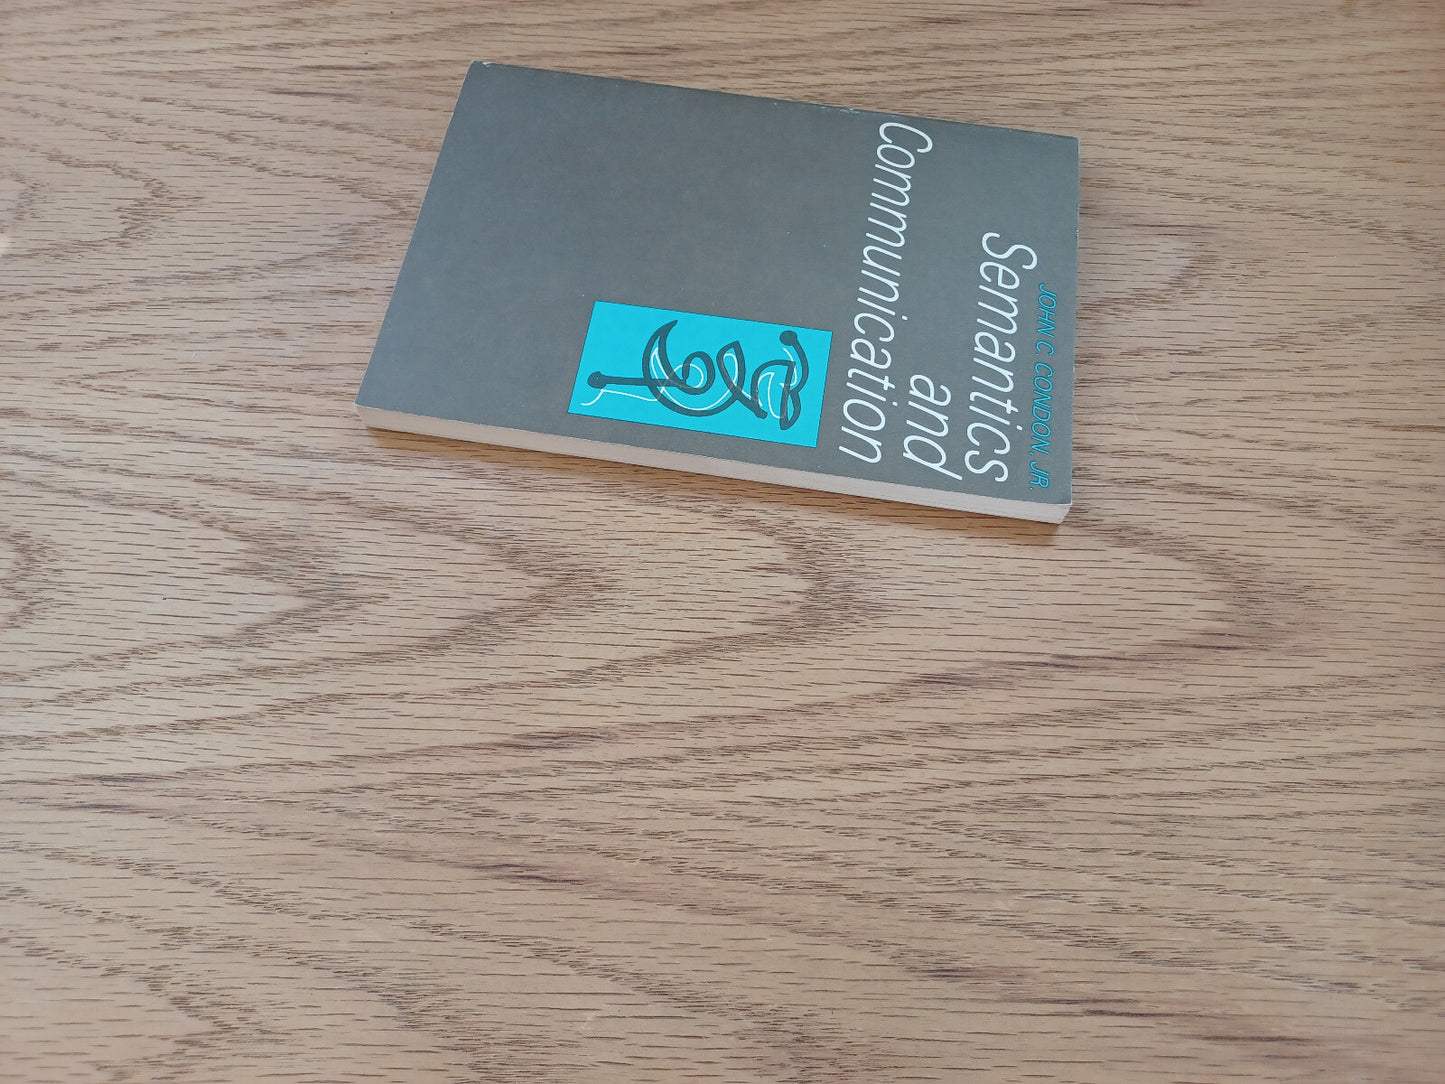 JOHN C. CONDON, JR.
Semantics
and
Communication